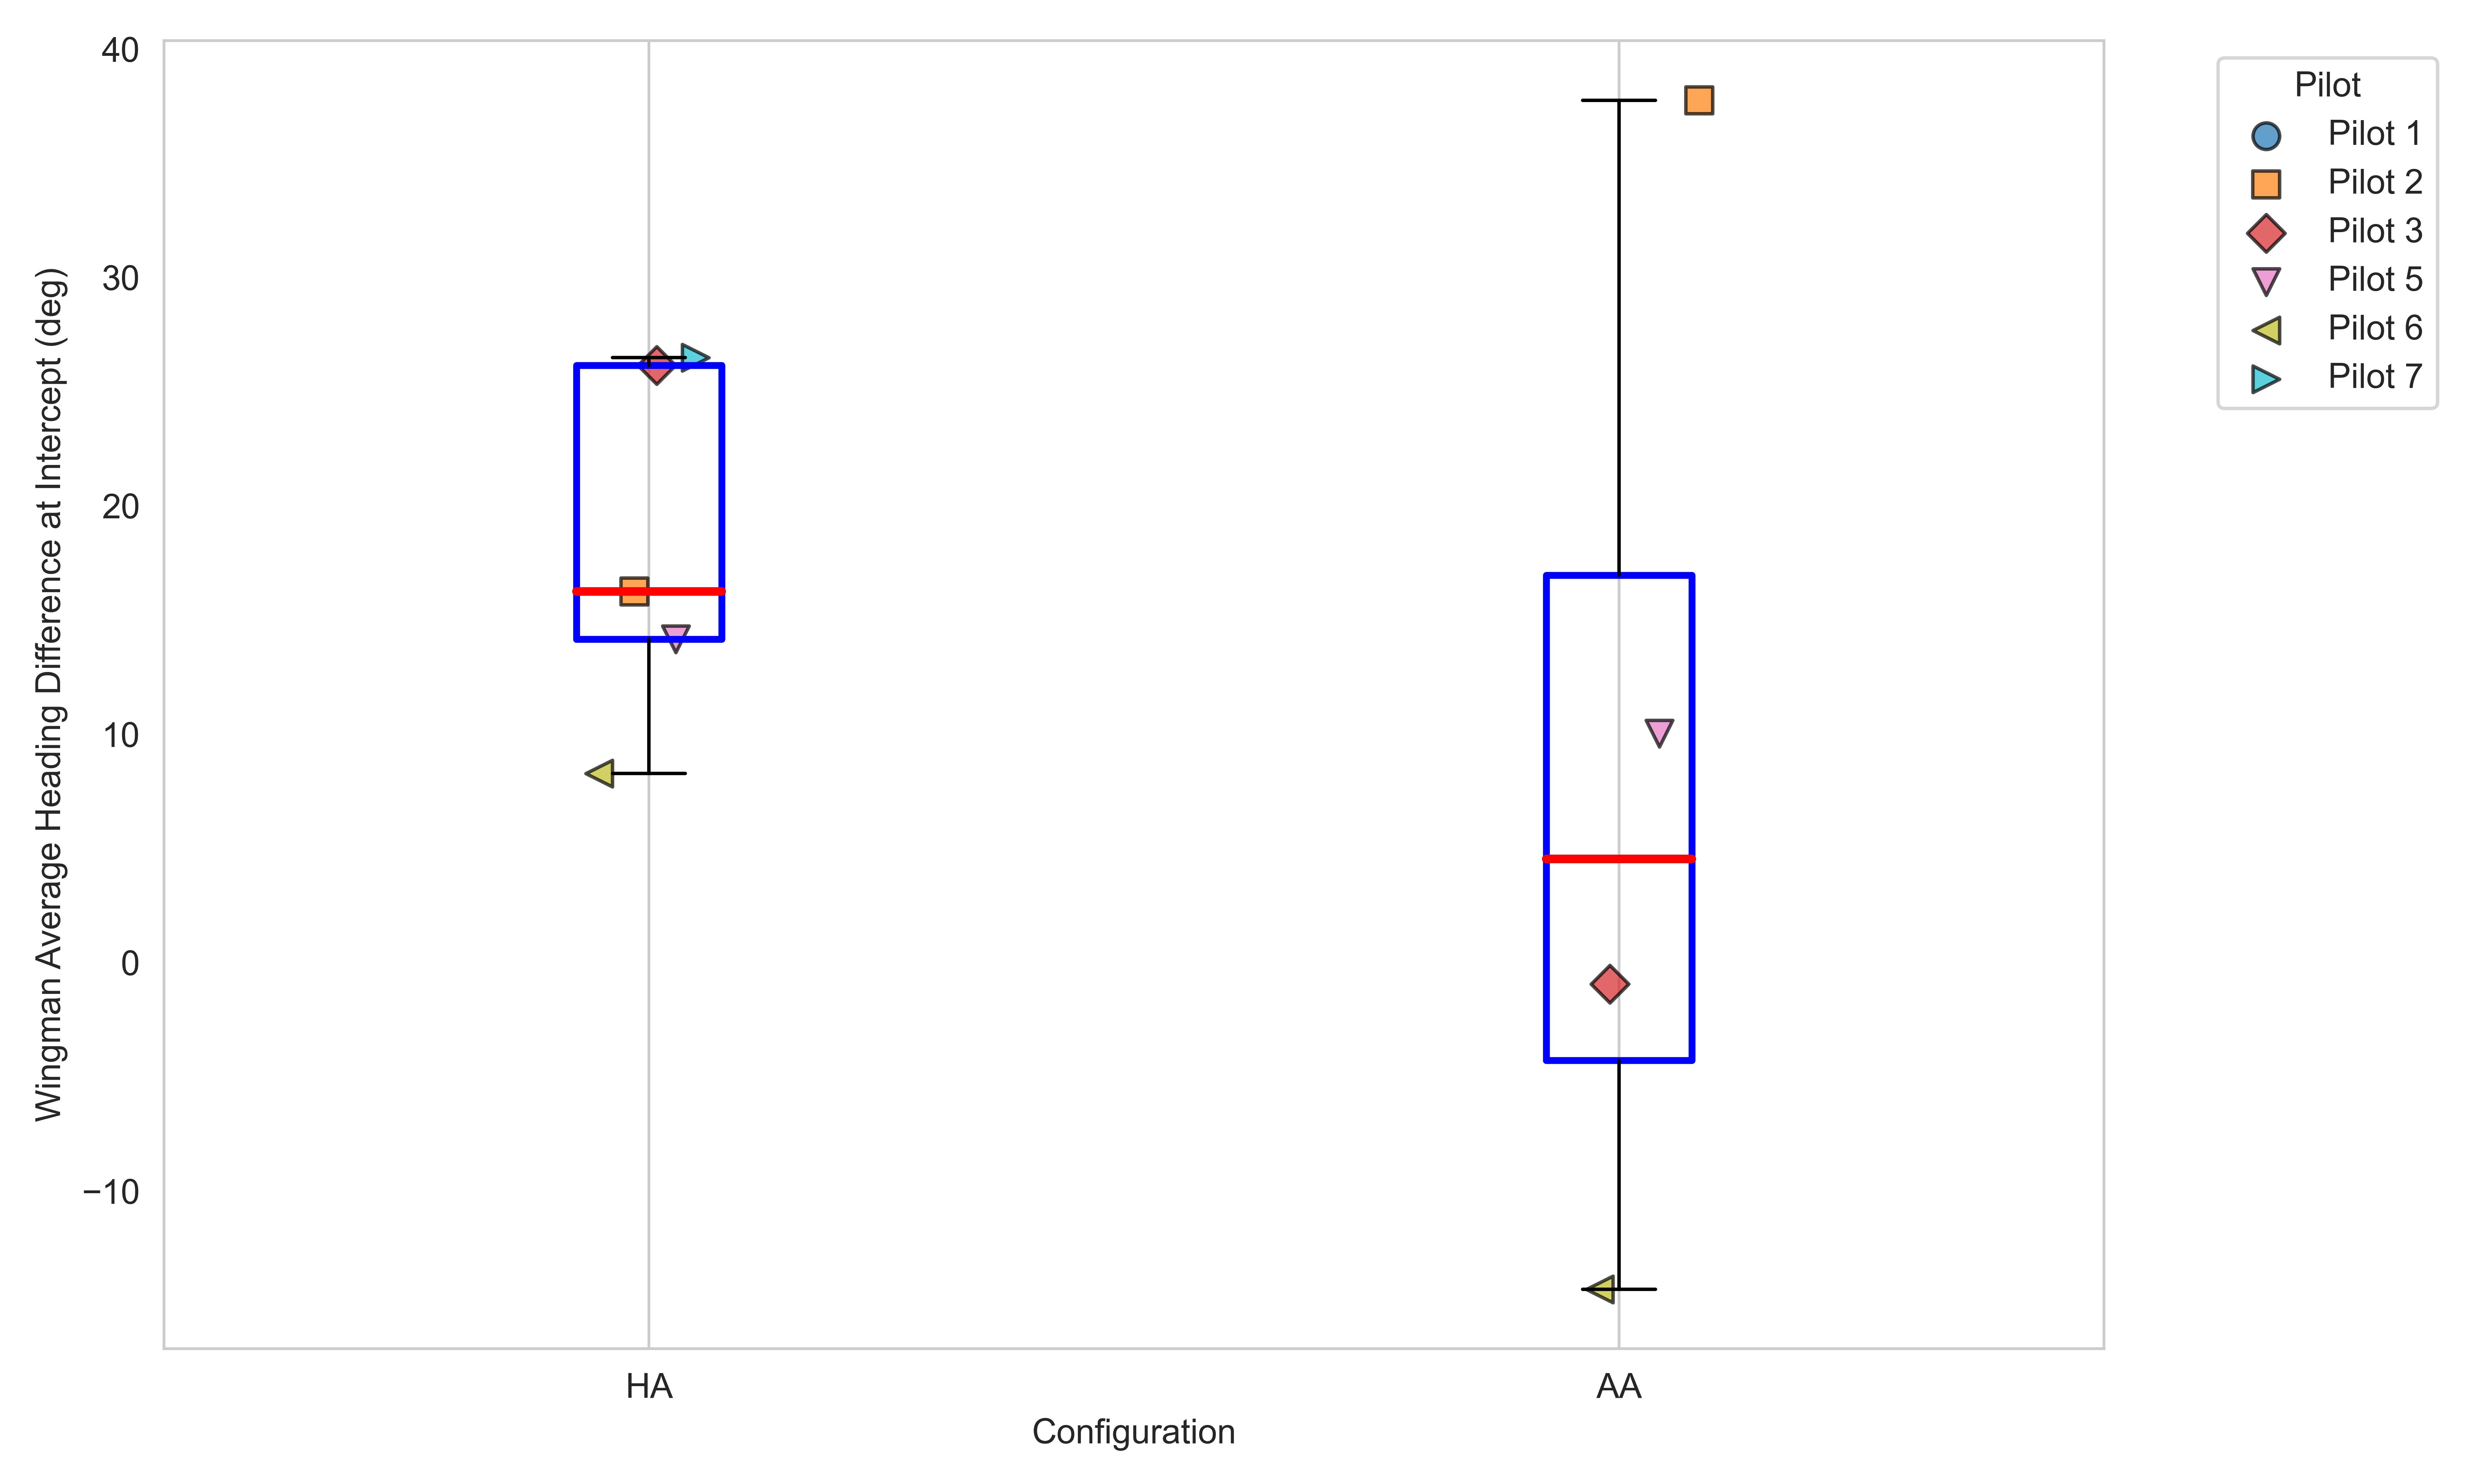 Wingman Average Heading Difference at Intercept (deg)
40
30
20
10
0
−10
HA
AA
Configuration
Pilot
Pilot 1
Pilot 2
Pilot 3
Pilot 5
Pilot 6
Pilot 7